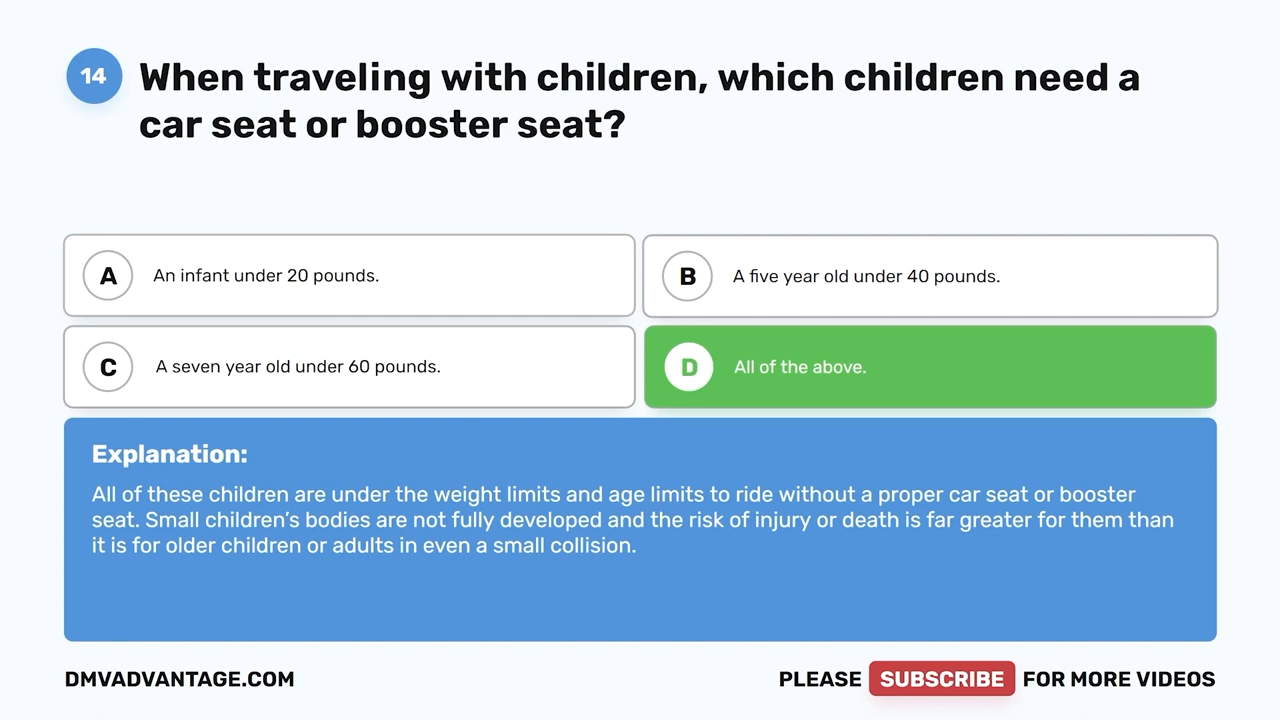 14
When traveling with children, which children need a
car seat or booster seat?
A An infant under 20 pounds.
B A five year old under 40 pounds.
C A seven year old under 60 pounds.
D All of the above.
Explanation:
All of these children are under the weight limits and age limits to ride without a proper car seat or booster
seat. Small children’s bodies are not fully developed and the risk of injury or death is far greater for them than
it is for older children or adults in even a small collision.
DMVADVANTAGE.COM
PLEASE SUBSCRIBE FOR MORE VIDEOS